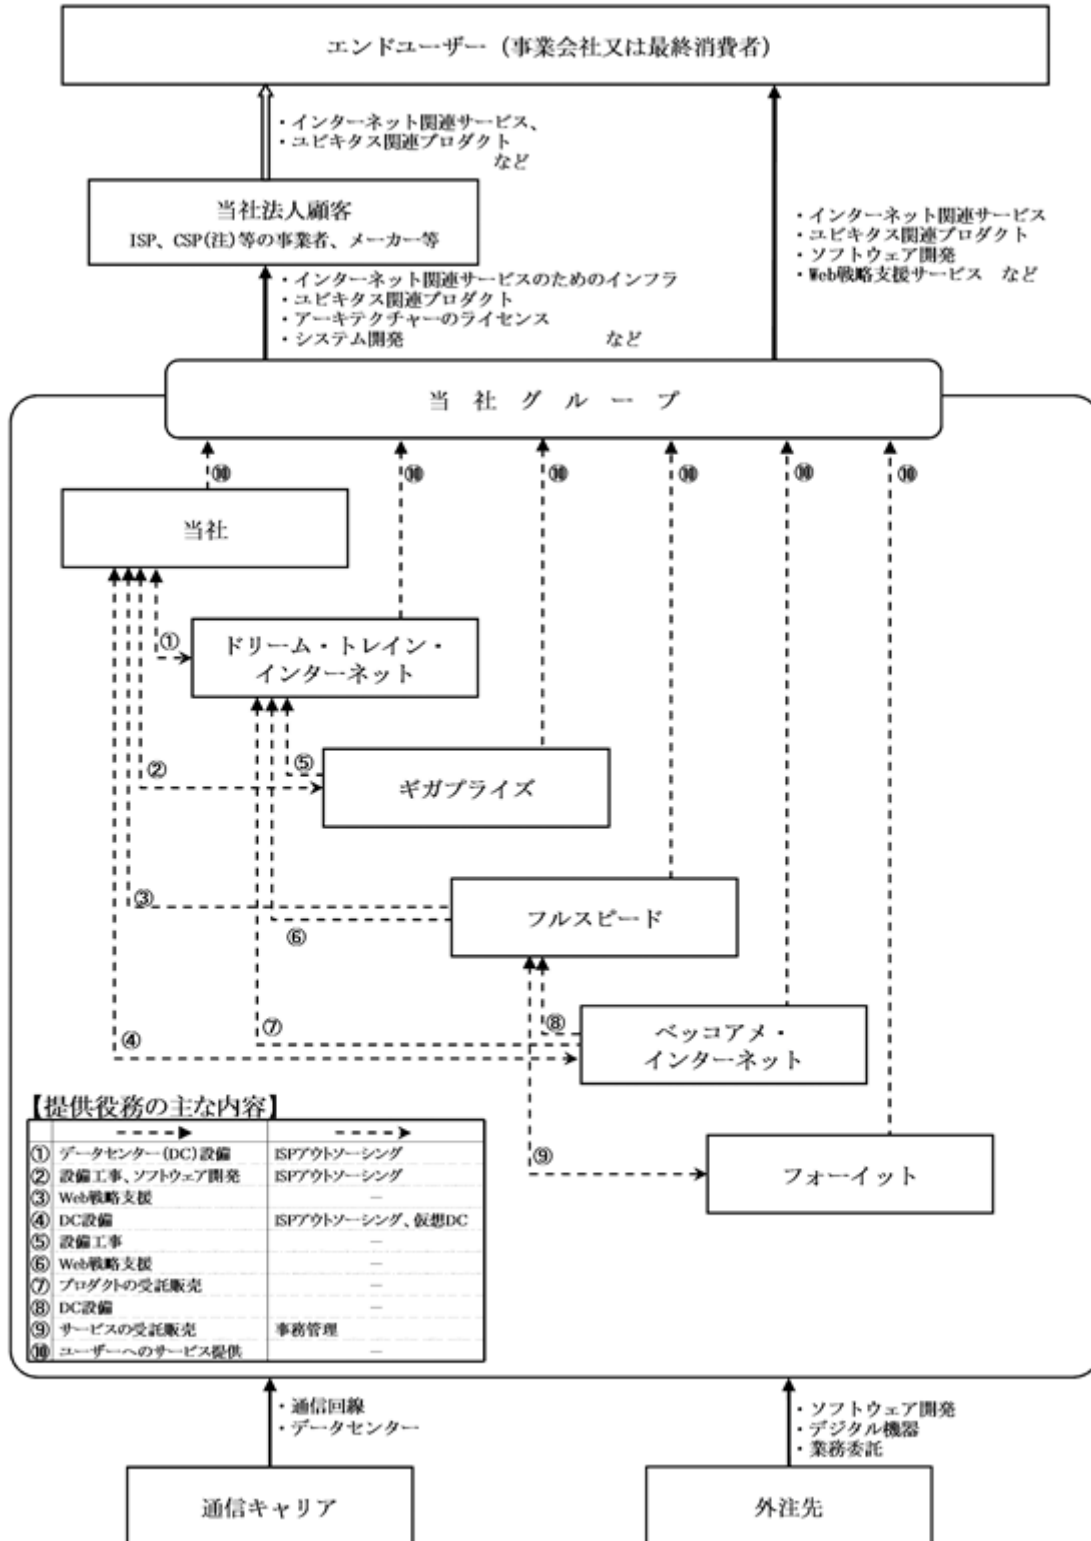 エンドユーザー（事業会社又は最終消費者）
・インターネット関連サービス、
・ユビキタス関連プロダクト
など
当社法人顧客
ISP、CSP(注)等の事業者、メーカー等
・インターネット関連サービス
・ユビキタス関連プロダクト
・ソフトウェア開発
・Web戦略支援サービス　など
・インターネット関連サービスのためのインフラ
・ユビキタス関連プロダクト
・アーキテクチャーのライセンス
・システム開発　など
当社グループ
⑩ ⑩ ⑩ ⑩ ⑩ ⑩
当社
①
ドリーム・トレイン・
インターネット
②
⑤
ギガプライズ
③
⑥
フルスピード
④
⑦
⑧
ベッコアメ・
インターネット
⑨
フォーイット
【提供役務の主な内容】
① データセンター(DC)設備 ISPアウトソーシング
② 設備工事、ソフトウェア開発 ISPアウトソーシング
③ Web戦略支援 －
④ DC設備 ISPアウトソーシング、仮想DC
⑤ 設備工事 －
⑥ Web戦略支援 －
⑦ プロダクトの受託販売 －
⑧ DC設備 －
⑨ サービスの受託販売 事務管理
⑩ ユーザーへのサービス提供 －
・通信回線
・データセンター
・ソフトウェア開発
・デジタル機器
・業務委託
通信キャリア
外注先